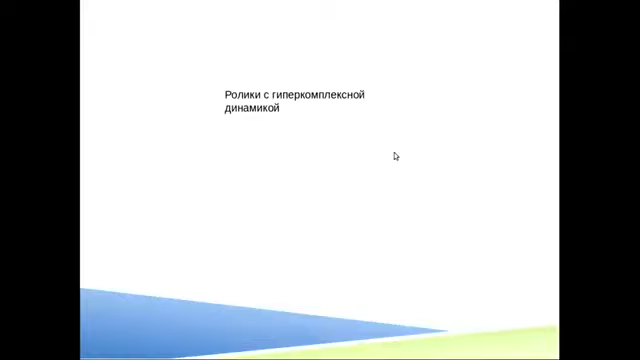 Ролики с гиперкомплексной
динамикой